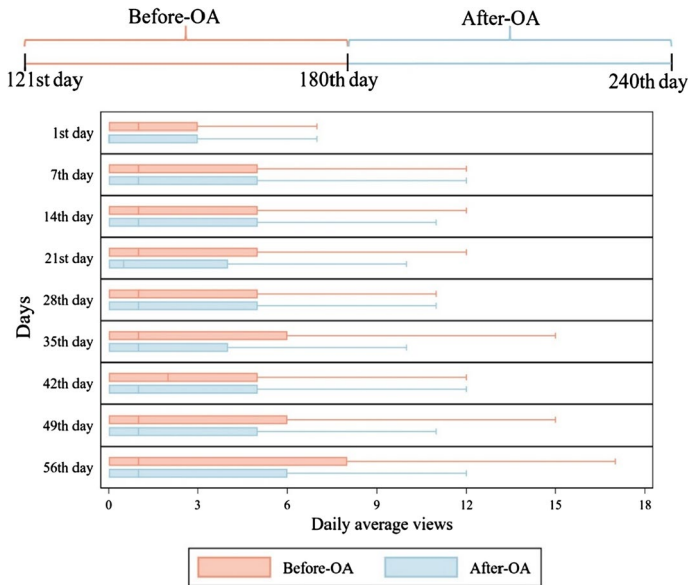 Before-OA After-OA
121st day 180th day 240th day
1st day
7th day
14th day
21st day
28th day
35th day
42th day
49th day
56th day
Days
0 3 6 9 12 15 18
Daily average views
Before-OA After-OA